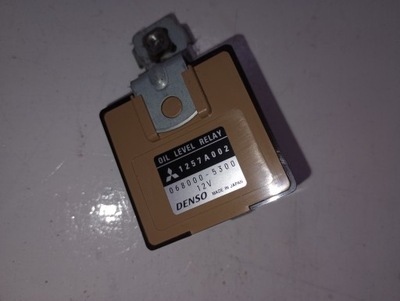 OIL LEVEL RELAY
1257A002
068000-5300
12V
DENSO MADE IN JAPAN